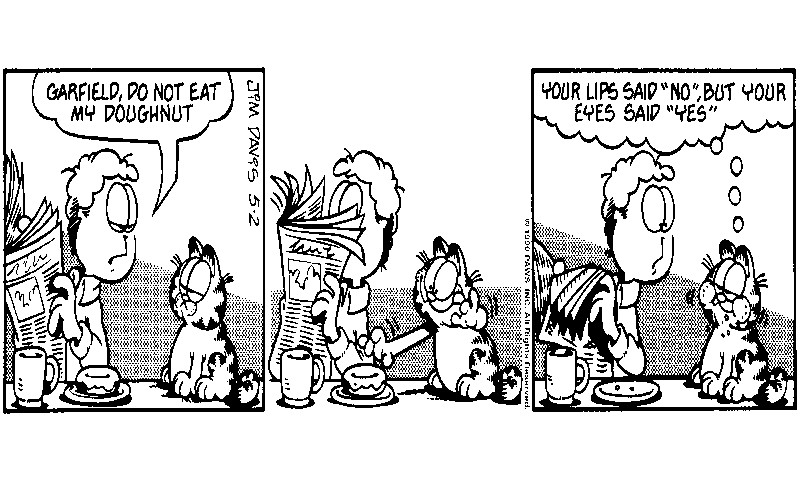 GARFIELD, DO NOT EAT
MY DOUGHNUT
JIM DAVIS 5-2
YOUR LIPS SAID "NO", BUT YOUR
EYES SAID "YES"